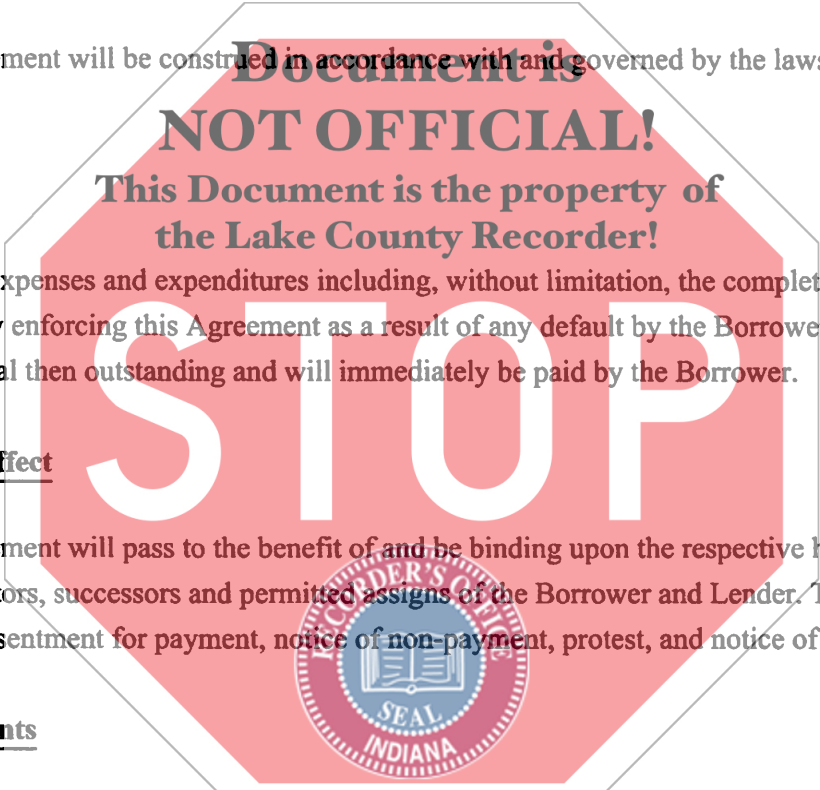 Document is
ment will be construed in accordance with and governed by the laws
NOT OFFICIAL!
This Document is the property of
the Lake County Recorder!
xpenses and expenditures including, without limitation, the complet
enforcing this Agreement as a result of any default by the Borrowe
al then outstanding and will immediately be paid by the Borrower.
STOP
ffect
ment will pass to the benefit of and be binding upon the respective h
ors, successors and permitted assigns of the Borrower and Lender. T
sentment for payment, notice of non-payment, protest, and notice of
RECORDER'S OFFICE
SEAL
INDIANA
nts